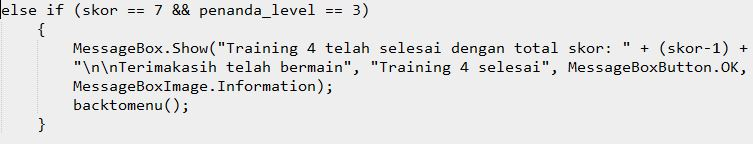 else if (skor == 7 && penanda_level == 3)
{
MessageBox.Show("Training 4 telah selesai dengan total skor: " + (skor-1) +
"\n\nTerimakasih telah bermain", "Training 4 selesai", MessageBoxButton.OK,
MessageBoxImage.Information);
backtomenu();
}